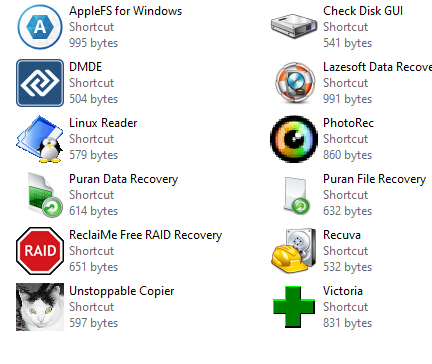 AppleFS for Windows
Shortcut
995 bytes
Check Disk GUI
Shortcut
541 bytes
DMDE
Shortcut
504 bytes
Lazesoft Data Recove
Shortcut
991 bytes
Linux Reader
Shortcut
579 bytes
PhotoRec
Shortcut
860 bytes
Puran Data Recovery
Shortcut
614 bytes
Puran File Recovery
Shortcut
632 bytes
RAID
ReclaiMe Free RAID Recovery
Shortcut
651 bytes
Recuva
Shortcut
532 bytes
Unstoppable Copier
Shortcut
597 bytes
Victoria
Shortcut
831 bytes